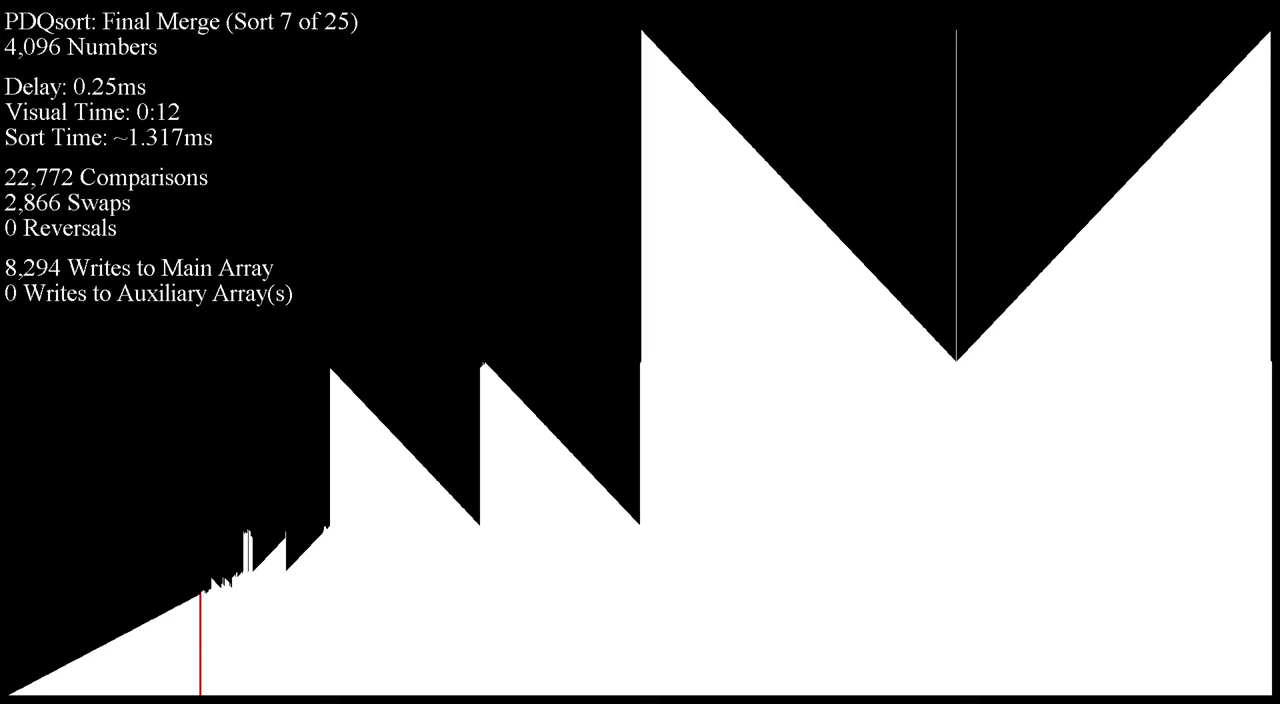 PDQsort: Final Merge (Sort 7 of 25)
4,096 Numbers
Delay: 0.25ms
Visual Time: 0:12
Sort Time: ~1.317ms
22,772 Comparisons
2,866 Swaps
0 Reversals
8,294 Writes to Main Array
0 Writes to Auxiliary Array(s)